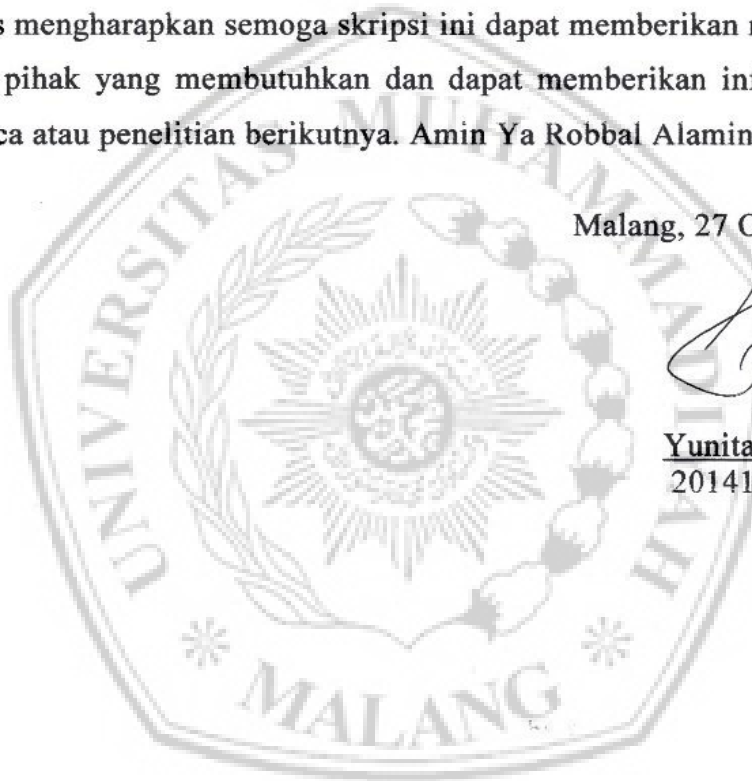 s mengharapkan semoga skripsi ini dapat memberikan
pihak yang membutuhkan dan dapat memberikan ini
ca atau penelitian berikutnya. Amin Ya Robbal Alamin
Malang, 27 O
Yunita
20141
UNIVERSITAS MUHAMMADIYAH
MALANG